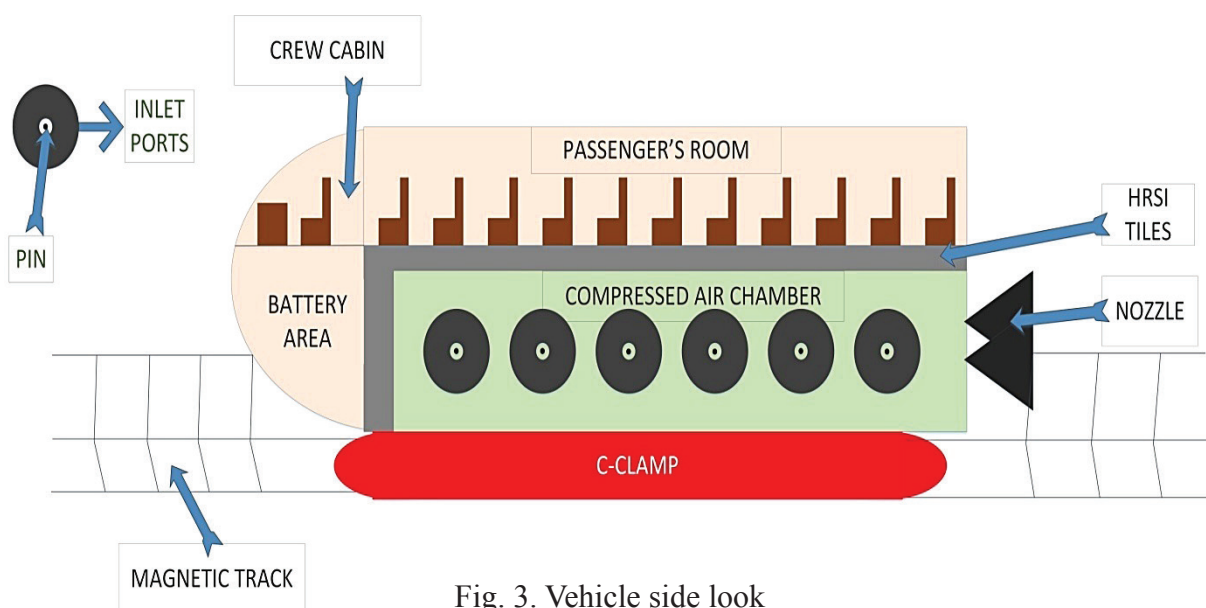 CREW CABIN
INLET
PORTS
PASSENGER'S ROOM
HRSI
TILES
PIN
BATTERY
AREA
COMPRESSED AIR CHAMBER
NOZZLE
C-CLAMP
MAGNETIC TRACK
Fig. 3. Vehicle side look